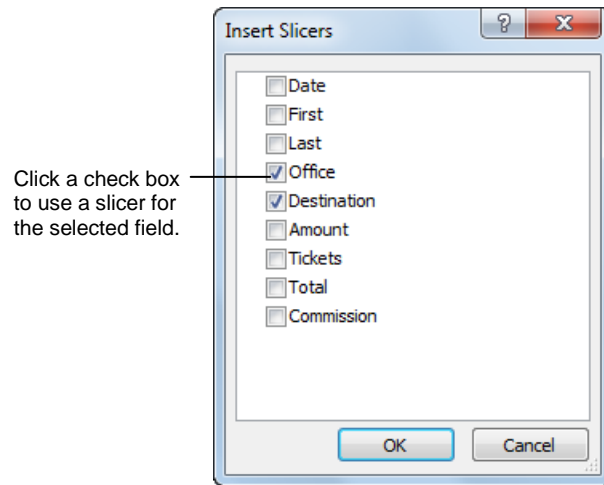 Insert Slicers
?
X
Date
First
Last
Office
Destination
Amount
Tickets
Total
Commission
Click a check box
to use a slicer for
the selected field.
OK
Cancel